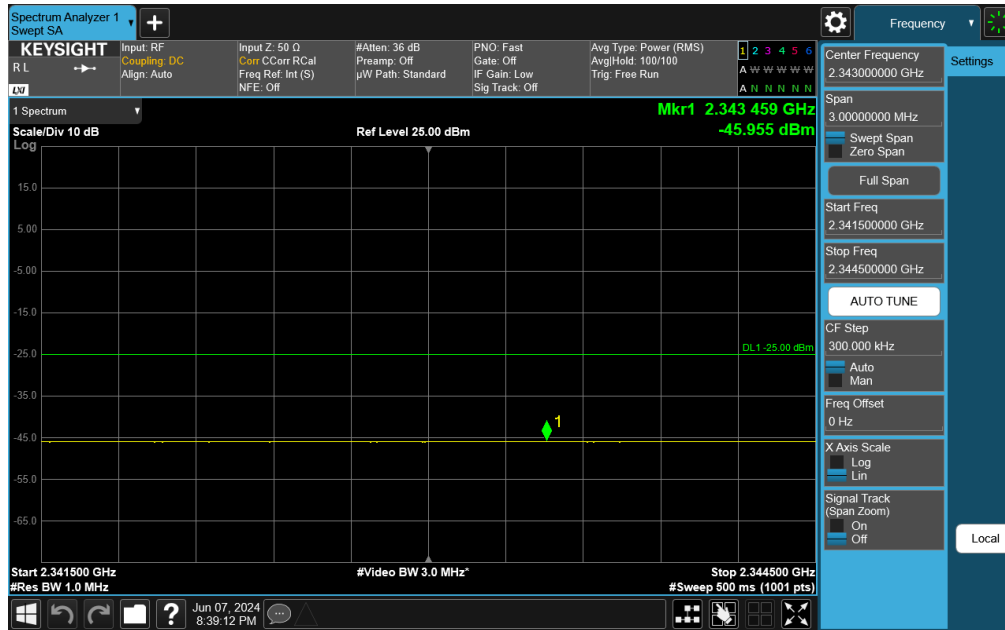 Spectrum Analyzer 1
Swept SA
Frequency
KEYSIGHT
R L
LXI
Input: RF
Coupling: DC
Align: Auto
Input Z: 50 Ω
Corr CCorr RCal
Freq Ref: Int (S)
NFE: Off
#Atten: 36 dB
Preamp: Off
µW Path: Standard
PNO: Fast
Gate: Off
IF Gain: Low
Sig Track: Off
Avg Type: Power (RMS)
Avg|Hold: 100/100
Trig: Free Run
1 2 3 4 5 6
A W W W W W
A N N N N N
1 Spectrum
Scale/Div 10 dB
Log
Ref Level 25.00 dBm
Mkr1 2.343 459 GHz
-45.955 dBm
15.0
5.00
-5.00
-15.0
-25.0
-35.0
-45.0
-55.0
-65.0
DL1 -25.00 dBm
1
Start 2.341500 GHz
#Res BW 1.0 MHz
#Video BW 3.0 MHz*
Stop 2.344500 GHz
#Sweep 500 ms (1001 pts)
Jun 07, 2024
8:39:12 PM
?
Center Frequency
2.343000000 GHz
Span
3.00000000 MHz
Swept Span
Zero Span
Full Span
Start Freq
2.341500000 GHz
Stop Freq
2.344500000 GHz
AUTO TUNE
CF Step
300.000 kHz
Auto
Man
Freq Offset
0 Hz
X Axis Scale
Log
Lin
Signal Track
(Span Zoom)
On
Off
Settings
Local